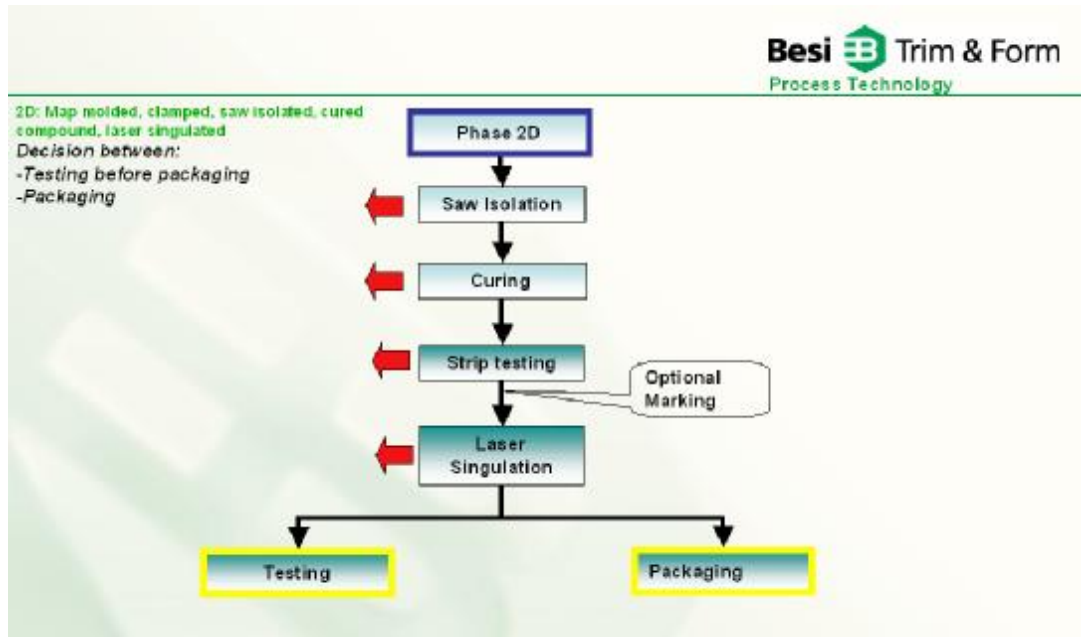 Besi Trim & Form
Process Technology
2D: Map molded, clamped, saw isolated, cured
compound, laser singulated
Decision between:
-Testing before packaging
-Packaging
Phase 2D
Saw Isolation
Curing
Strip testing
Optional
Marking
Laser
Singulation
Testing
Packaging